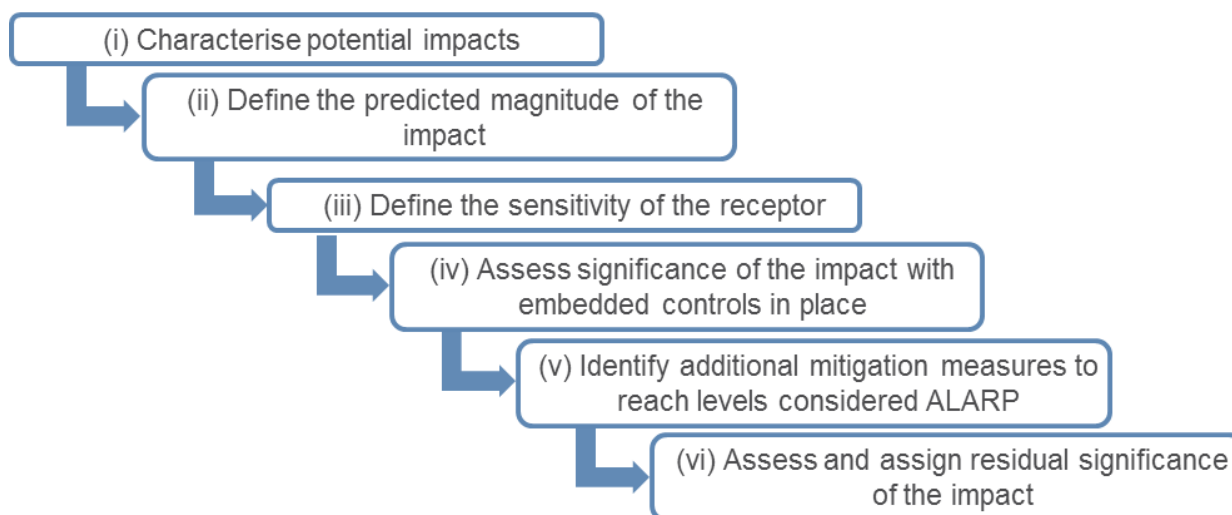 (i) Characterise potential impacts
(ii) Define the predicted magnitude of the
impact
(iii) Define the sensitivity of the receptor
(iv) Assess significance of the impact with
embedded controls in place
(v) Identify additional mitigation measures to
reach levels considered ALARP
(vi) Assess and assign residual significance
of the impact